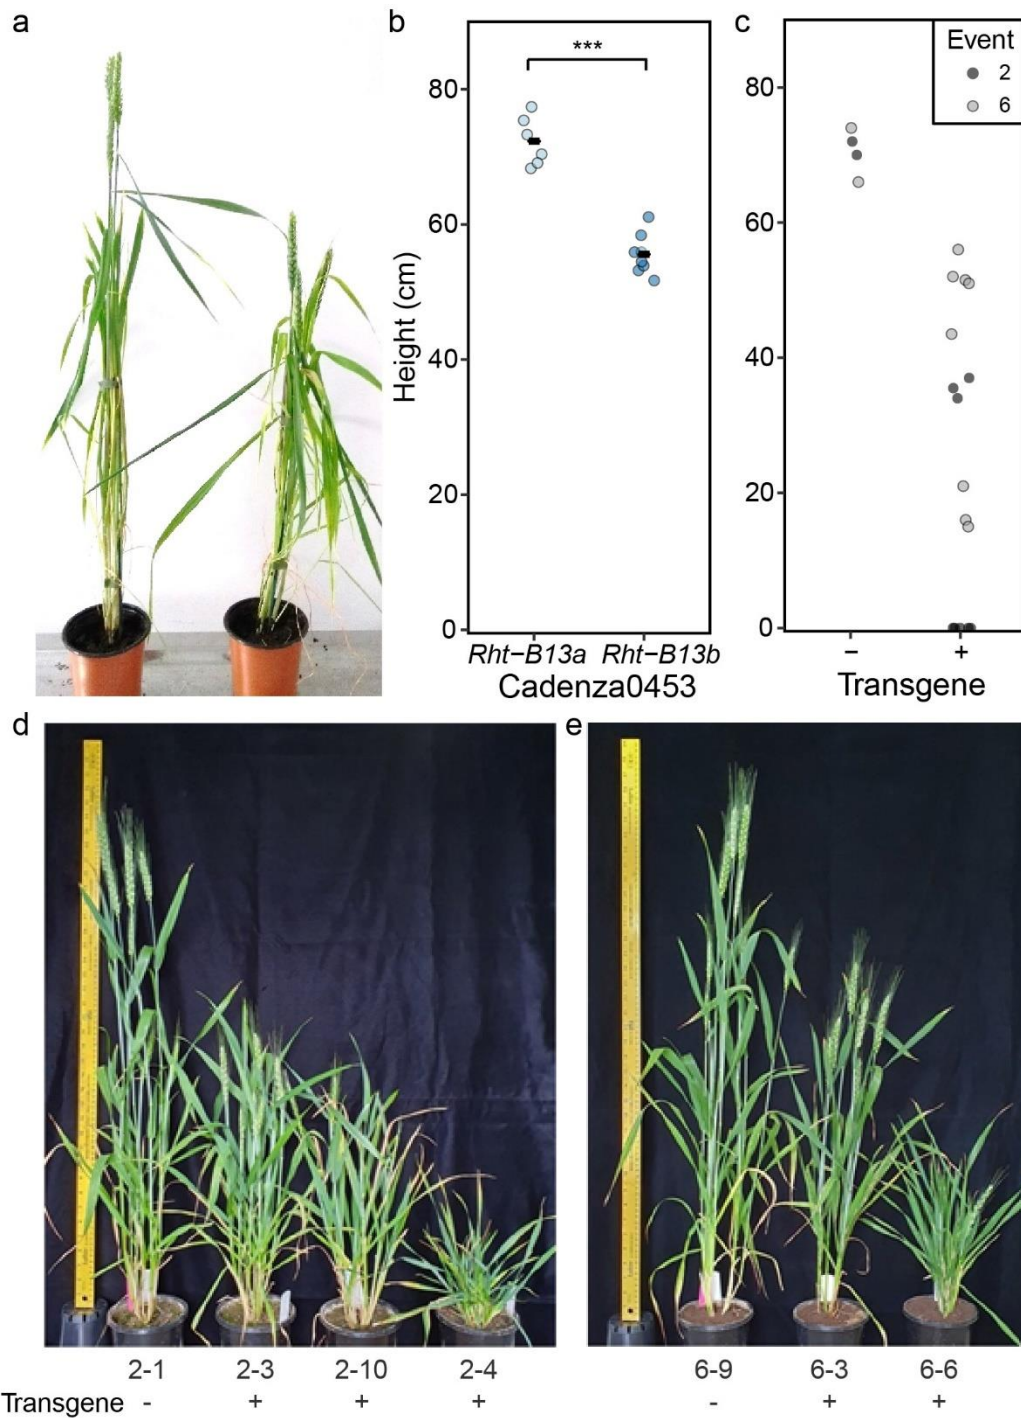 a
b
***
80
60
40
20
0
Height (cm)
Rht-B13a Rht-B13b
Cadenza0453
c
Event
2
6
80
60
40
20
0
- +
Transgene
d
e
2-1 2-3 2-10 2-4
6-9 6-3 6-6
Transgene - + + +
- + +